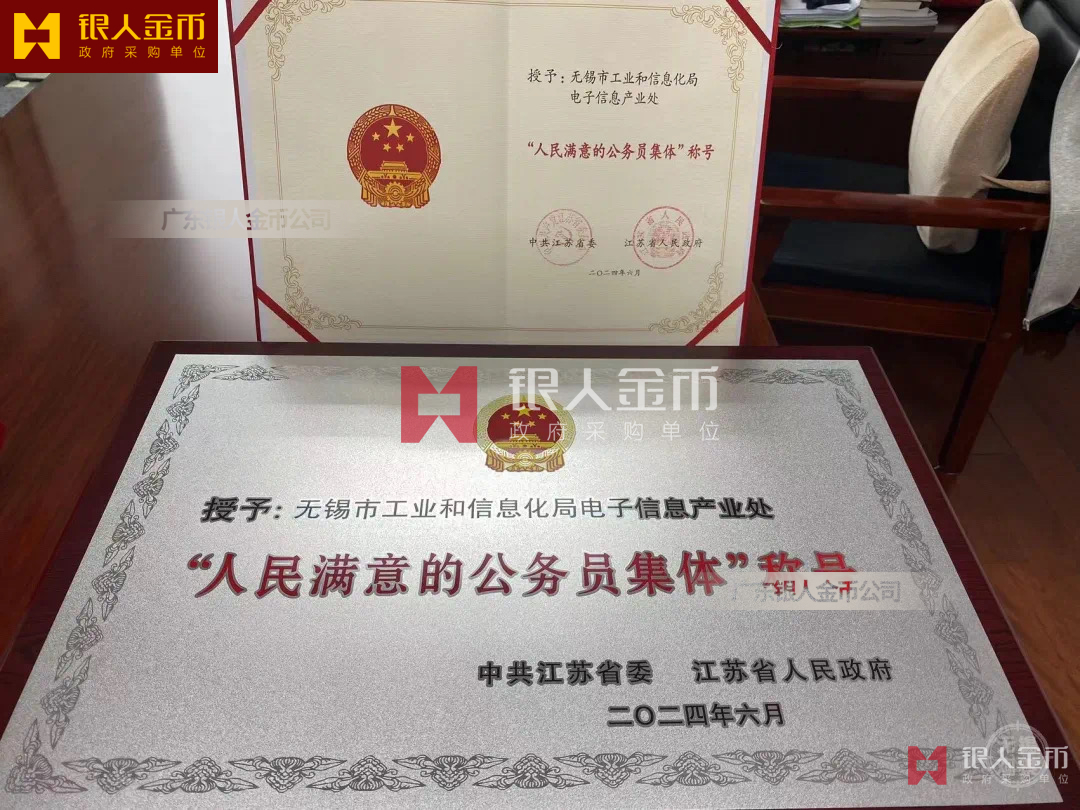 银人金币
政府采购单位
授予：无锡市工业和信息化局
电子信息产业处
“人民满意的公务员集体”称号
广东银人金币公司
中共江苏省委 江苏省人民政府
二〇二四年六月
银人金币
政府采购单位
授予：无锡市工业和信息化局电子信息产业处
“人民满意的公务员集体”称号
广东银人金币公司
中共江苏省委 江苏省人民政府
二〇二四年六月
银人金币
政府采购单位